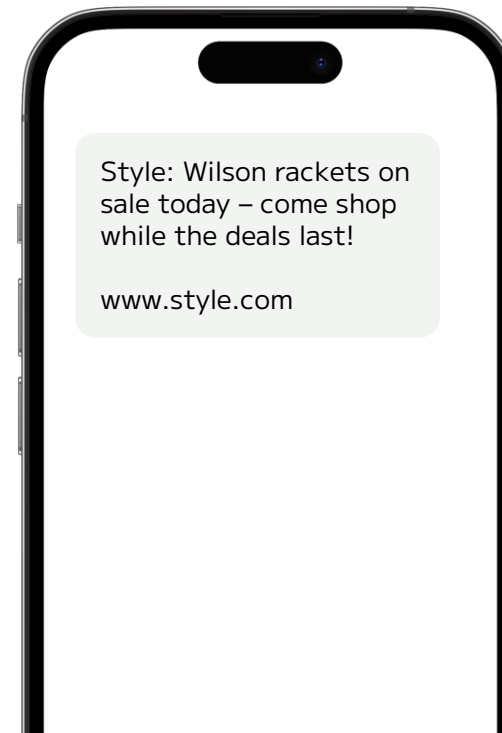 Style: Wilson rackets on
sale today – come shop
while the deals last!
www.style.com